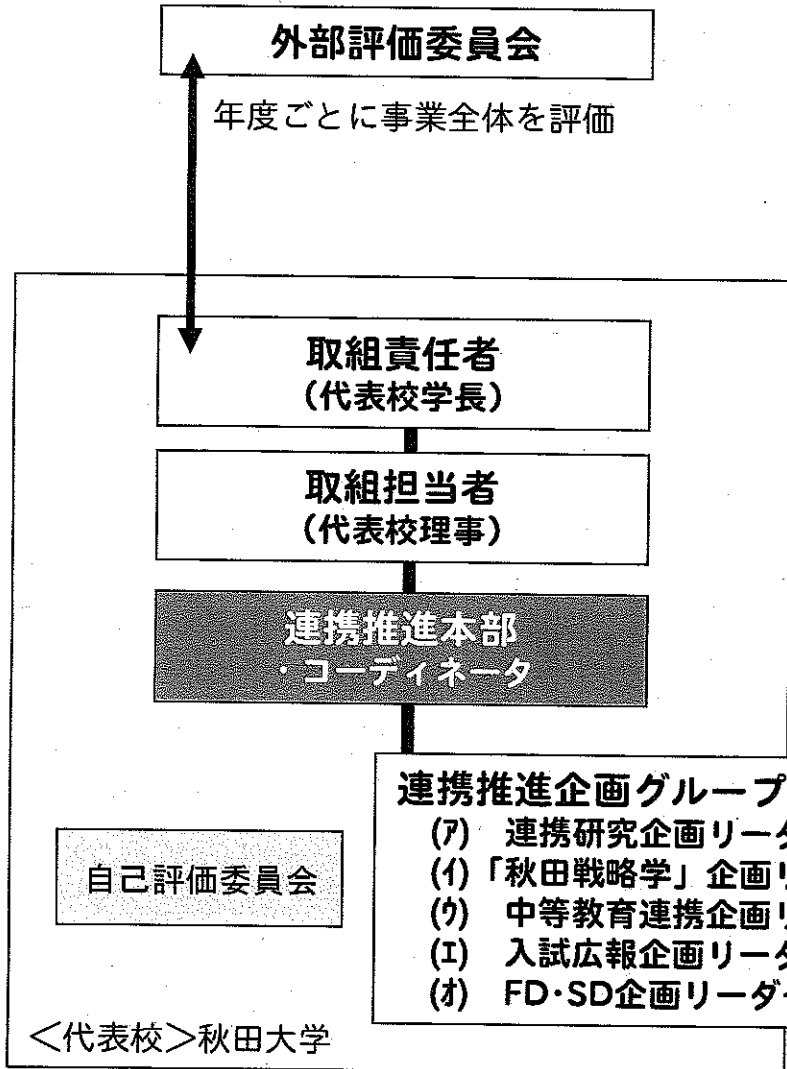 外部評価委員会
年度ごとに事業全体を評価
取組責任者
(代表校学長)
取組担当者
(代表校理事)
連携推進本部
・コーディネータ
連携推進企画グループ
(ア) 連携研究企画リータ
(イ)「秋田戦略学」企画リ
(ウ) 中等教育連携企画リ
(エ) 入試広報企画リータ
(オ) FD・SD企画リーダー
自己評価委員会
<代表校>秋田大学